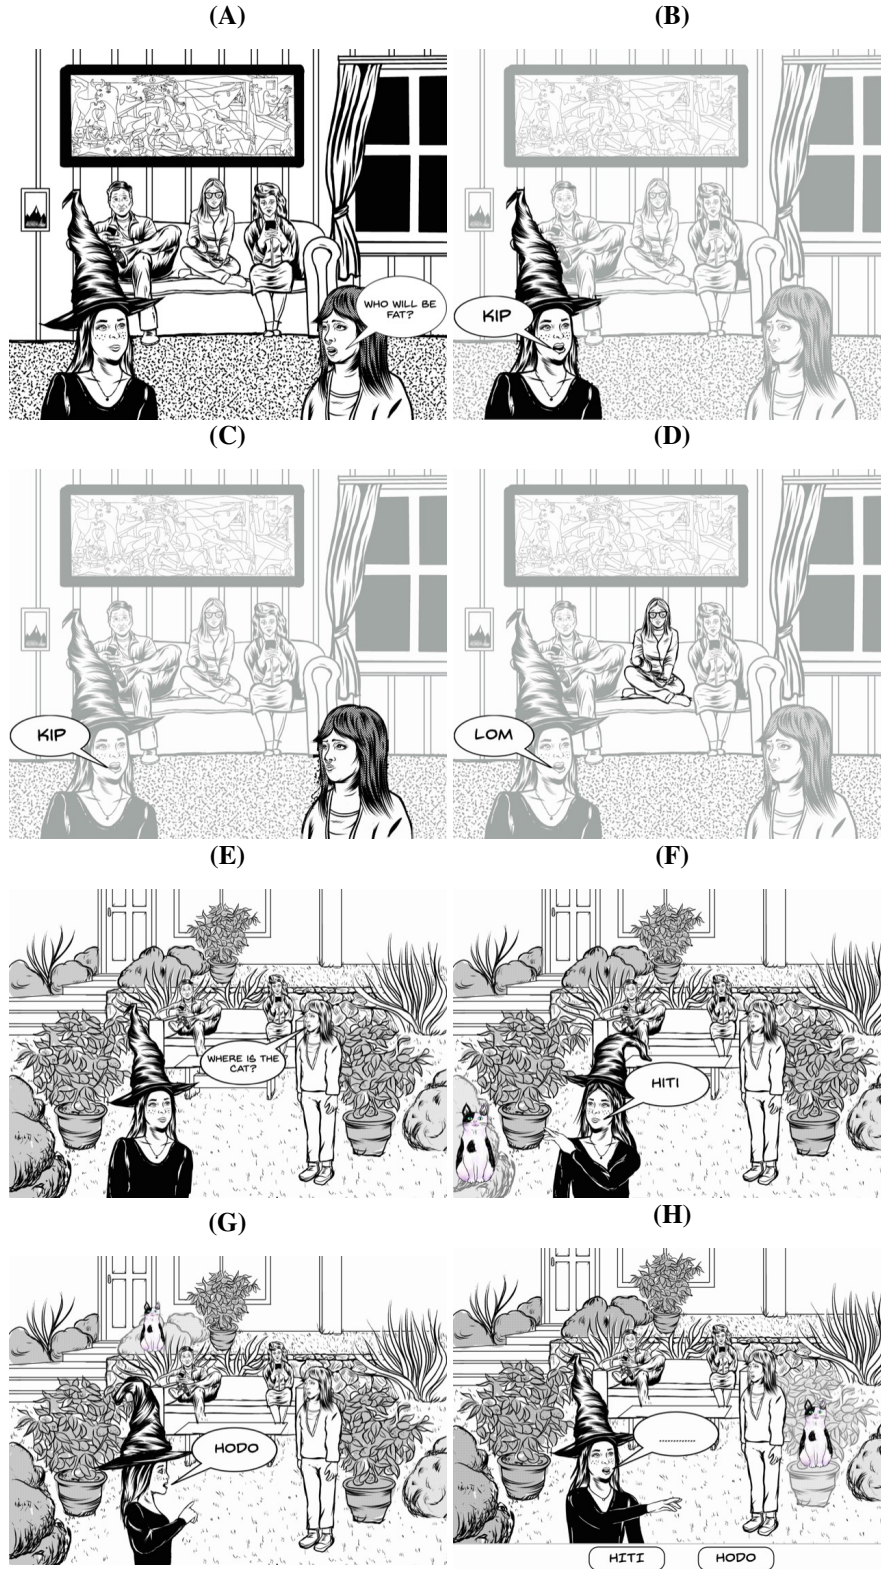 (A)
(B)
WHO WILL BE
FAT?
KIP
(C)
(D)
KIP
LOM
(E)
(F)
WHERE IS THE
CAT?
HITI
(G)
(H)
HODO
..............
HITI
HODO